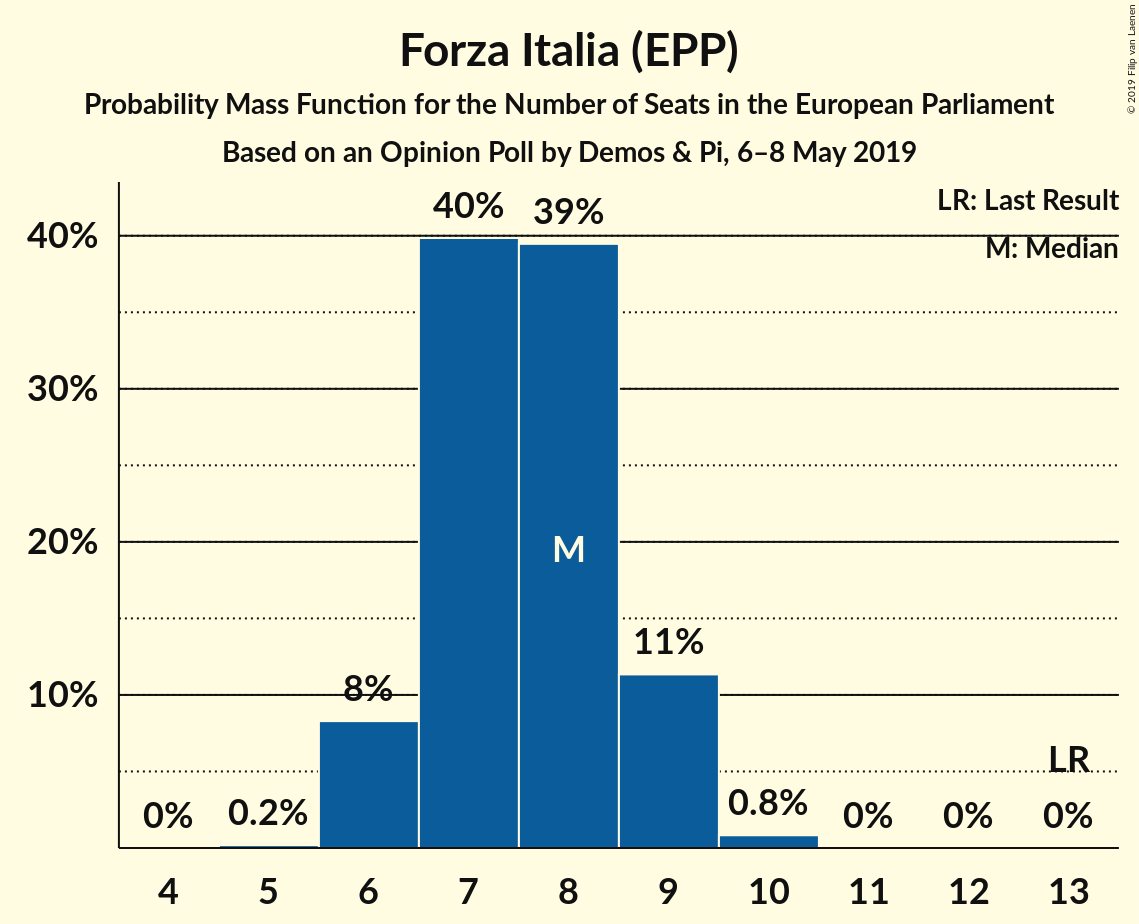 Forza Italia (EPP)
Probability Mass Function for the Number of Seats in the European Parliament
Based on an Opinion Poll by Demos & Pi, 6–8 May 2019
© 2019 Filip van Laenen
LR: Last Result
M: Median
40%
30%
20%
10%
0%
0.2%
8%
40%
39%
M
11%
0.8%
0%
0%
LR
0%
4 5 6 7 8 9 10 11 12 13